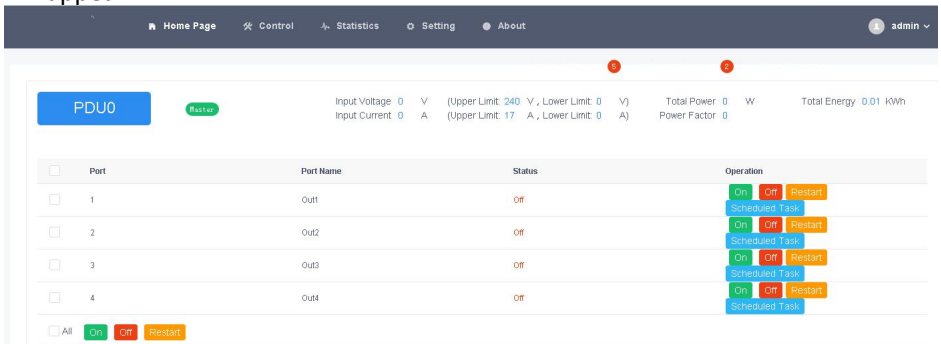 Home Page Control Statistics Setting About admin
5 2
PDU0 Master Input Voltage 0 V (Upper Limit: 240 V , Lower Limit: 0 V) Total Power 0 W Total Energy 0.01 KWh
Input Current 0 A (Upper Limit: 17 A , Lower Limit: 0 A) Power Factor 0
Port Port Name Status Operation
1 Out1 Off On Off Restart
Scheduled Task
2 Out2 Off On Off Restart
Scheduled Task
3 Out3 Off On Off Restart
Scheduled Task
4 Out4 Off On Off Restart
Scheduled Task
All On Off Restart